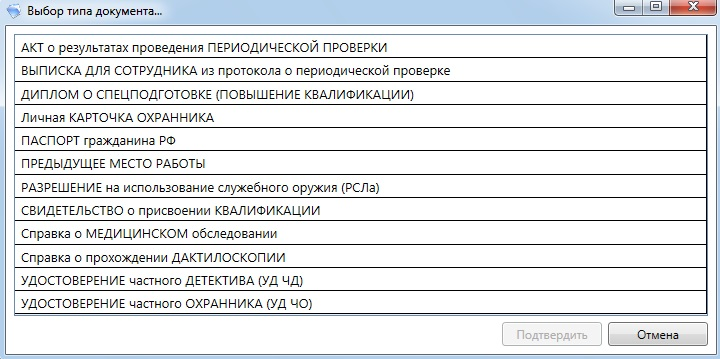 Выбор типа документа...
АКТ о результатах проведения ПЕРИОДИЧЕСКОЙ ПРОВЕРКИ
ВЫПИСКА ДЛЯ СОТРУДНИКА из протокола о периодической проверке
ДИПЛОМ О СПЕЦПОДГОТОВКЕ (ПОВЫШЕНИЕ КВАЛИФИКАЦИИ)
Личная КАРТОЧКА ОХРАННИКА
ПАСПОРТ гражданина РФ
ПРЕДЫДУЩЕЕ МЕСТО РАБОТЫ
РАЗРЕШЕНИЕ на использование служебного оружия (РСЛа)
СВИДЕТЕЛЬСТВО о присвоении КВАЛИФИКАЦИИ
Справка о МЕДИЦИНСКОМ обследовании
Справка о прохождении ДАКТИЛОСКОПИИ
УДОСТОВЕРЕНИЕ частного ДЕТЕКТИВА (УД ЧД)
УДОСТОВЕРЕНИЕ частного ОХРАННИКА (УД ЧО)
Подтвердить Отмена